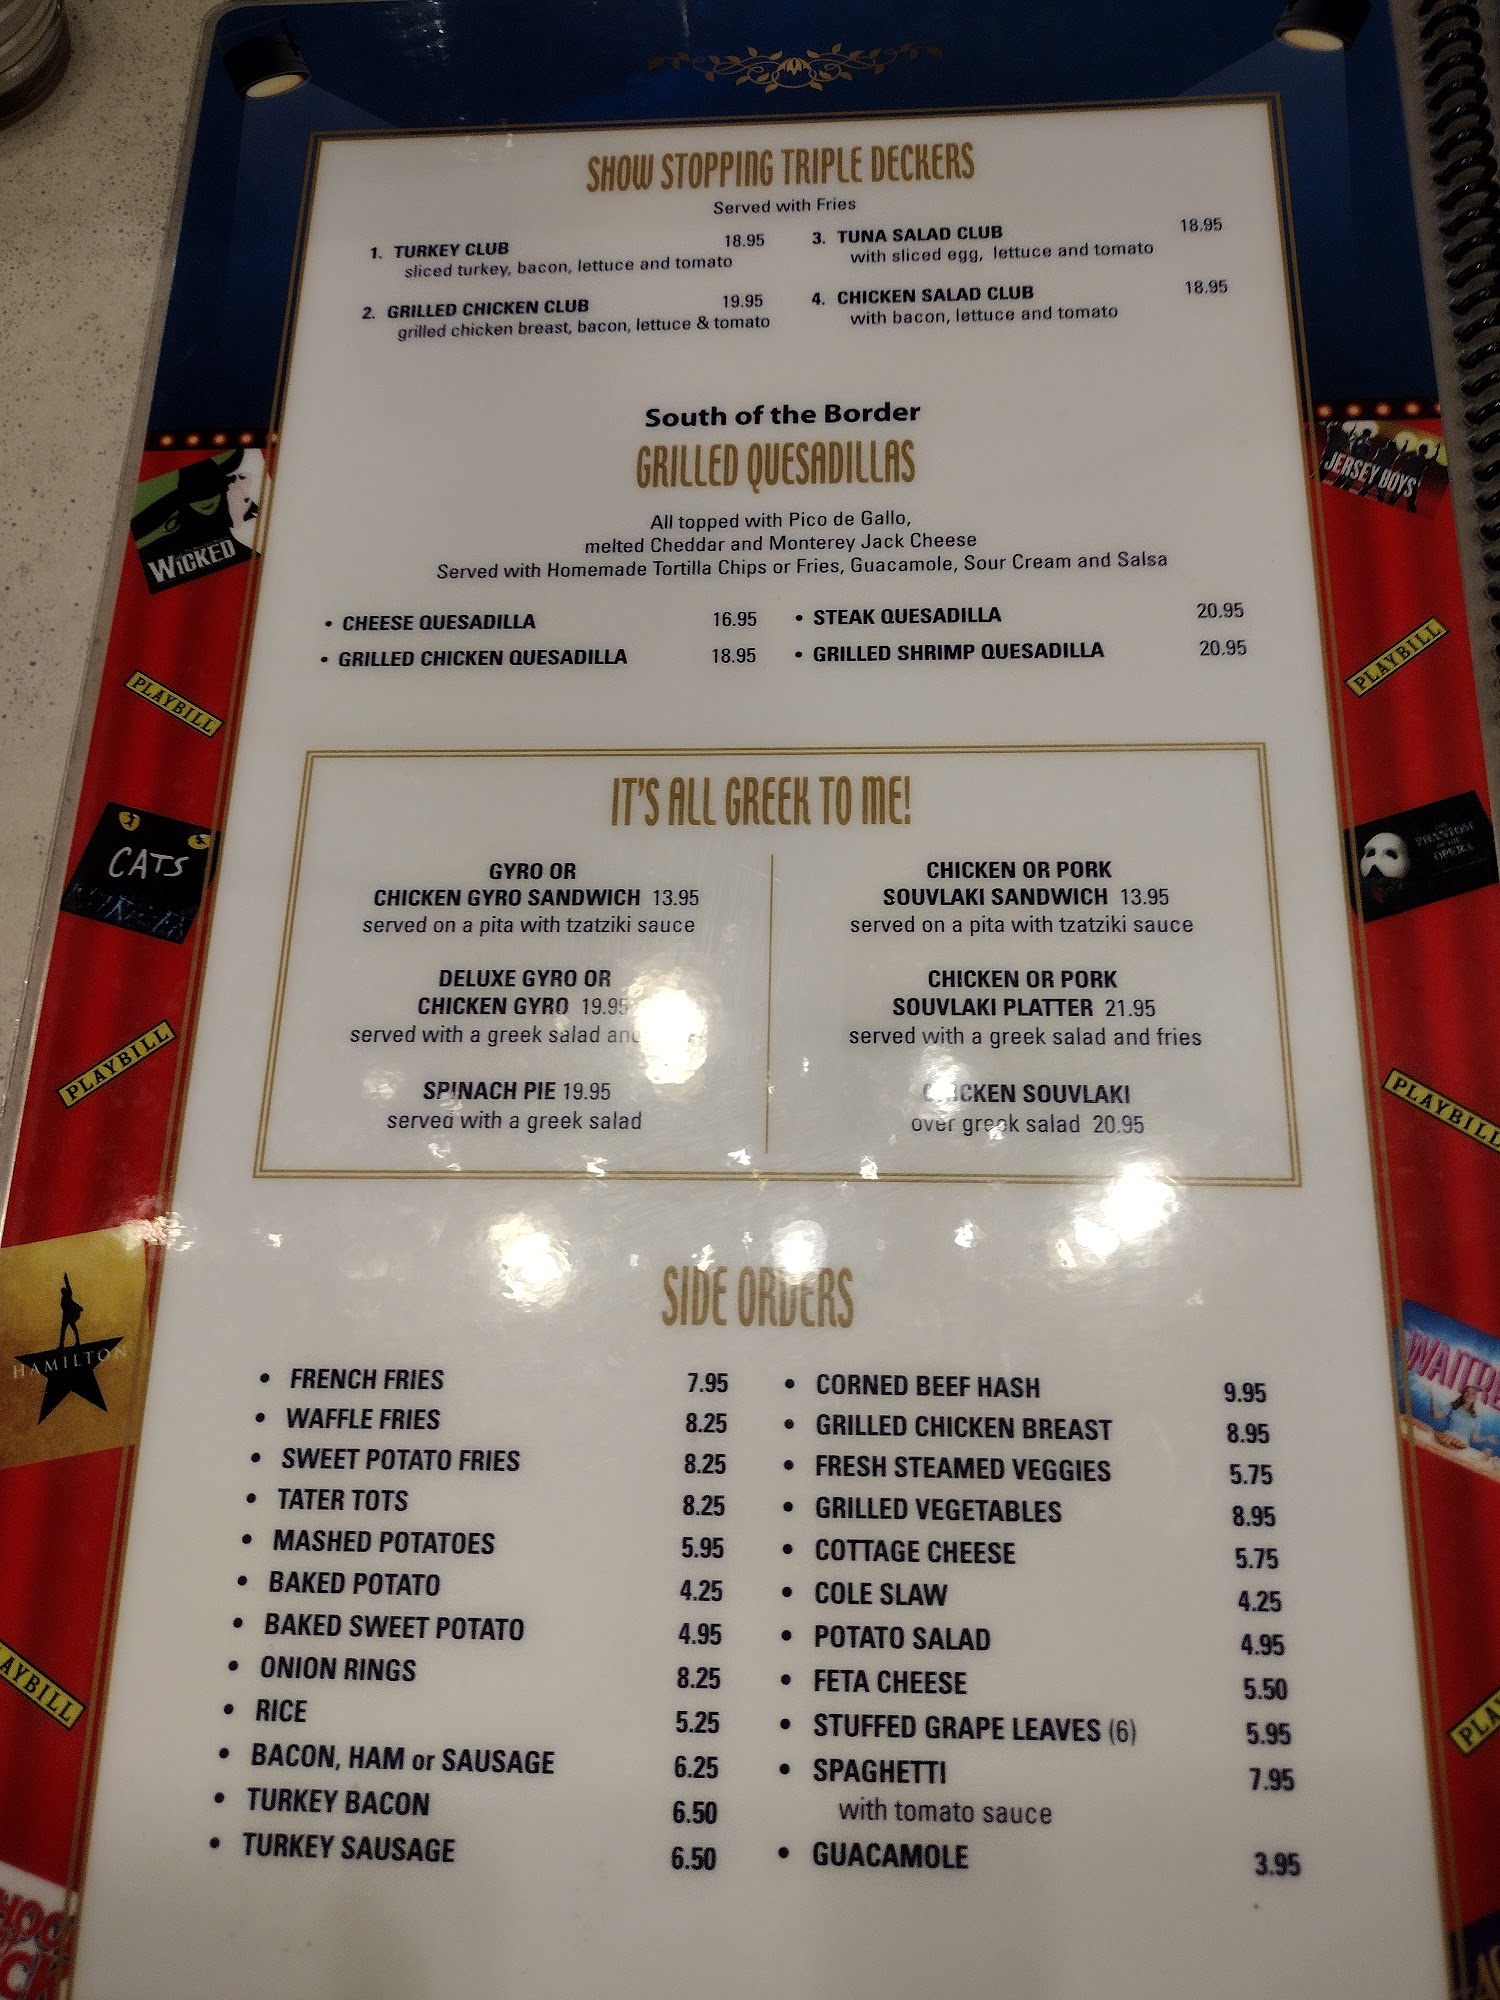 SHOW STOPPING TRIPLE DECKERS
Served with Fries
1. TURKEY CLUB 18.95
sliced turkey, bacon, lettuce and tomato
2. GRILLED CHICKEN CLUB 19.95
grilled chicken breast, bacon, lettuce & tomato
3. TUNA SALAD CLUB 18.95
with sliced egg, lettuce and tomato
4. CHICKEN SALAD CLUB 18.95
with bacon, lettuce and tomato
South of the Border
GRILLED QUESADILLAS
All topped with Pico de Gallo,
melted Cheddar and Monterey Jack Cheese
Served with Homemade Tortilla Chips or Fries, Guacamole, Sour Cream and Salsa
• CHEESE QUESADILLA 16.95
• GRILLED CHICKEN QUESADILLA 18.95
• STEAK QUESADILLA 20.95
• GRILLED SHRIMP QUESADILLA 20.95
IT'S ALL GREEK TO ME!
GYRO OR
CHICKEN GYRO SANDWICH 13.95
served on a pita with tzatziki sauce
DELUXE GYRO OR
CHICKEN GYRO 19.95
served with a greek salad and
SPINACH PIE 19.95
served with a greek salad
CHICKEN OR PORK
SOUVLAKI SANDWICH 13.95
served on a pita with tzatziki sauce
CHICKEN OR PORK
SOUVLAKI PLATTER 21.95
served with a greek salad and fries
CHICKEN SOUVLAKI
over greek salad 20.95
SIDE ORDERS
• FRENCH FRIES 7.95
• WAFFLE FRIES 8.25
• SWEET POTATO FRIES 8.25
• TATER TOTS 8.25
• MASHED POTATOES 5.95
• BAKED POTATO 4.25
• BAKED SWEET POTATO 4.95
• ONION RINGS 8.25
• RICE 5.25
• BACON, HAM or SAUSAGE 6.25
• TURKEY BACON 6.50
• TURKEY SAUSAGE 6.50
• CORNED BEEF HASH 9.95
• GRILLED CHICKEN BREAST 8.95
• FRESH STEAMED VEGGIES 5.75
• GRILLED VEGETABLES 8.95
• COTTAGE CHEESE 5.75
• COLE SLAW 4.25
• POTATO SALAD 4.95
• FETA CHEESE 5.50
• STUFFED GRAPE LEAVES (6) 5.95
• SPAGHETTI 7.95
with tomato sauce
• GUACAMOLE 3.95
WICKED
PLAYBILL
CATS
PLAYBILL
HAMILTON
AYBILL
JERSEY BOYS
PLAYBILL
THE PHANTOM
OF THE
OPERA
PLAYBILL
WAITRE
PLA